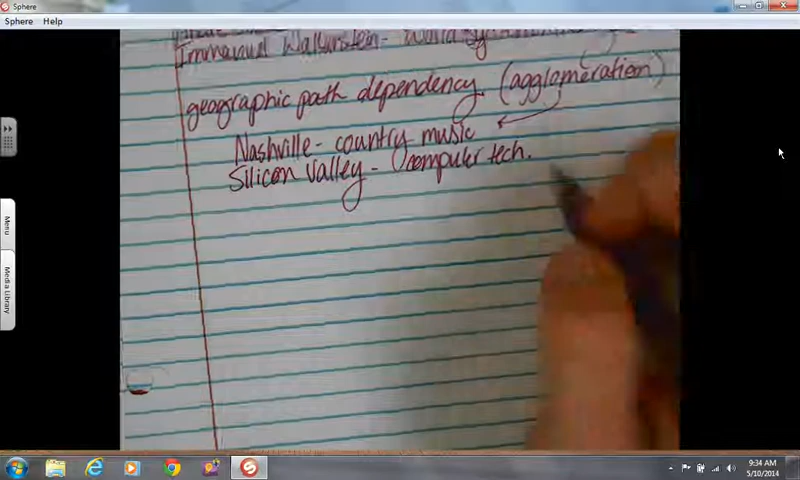 Sphere
Sphere Help
Immanuel Wallerstein - World
geographic path dependency. (agglomeration)
Nashville - country music
Silicon Valley - computer tech.
Menu
Media Library
9:34 AM
5/10/2014